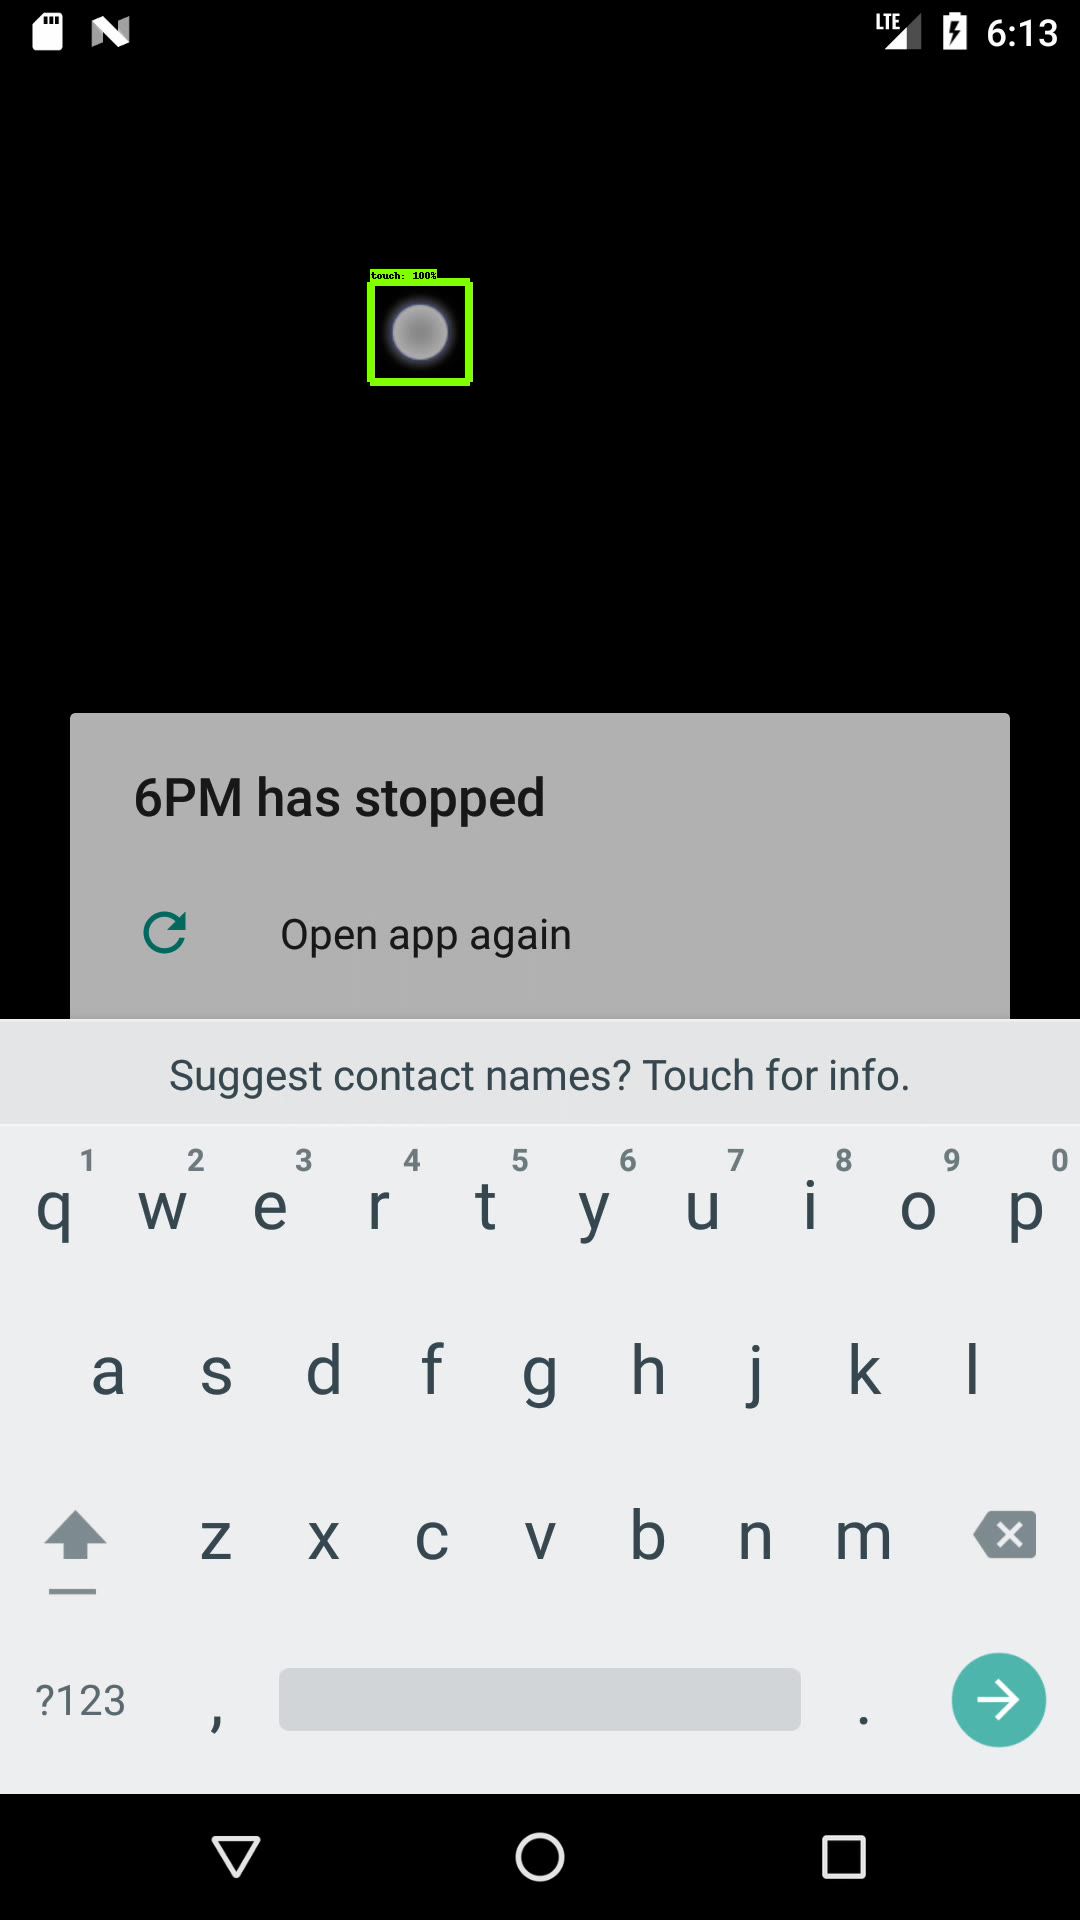 LTE 6:13
touch: 100%
6PM has stopped
Open app again
Suggest contact names? Touch for info.
1 2 3 4 5 6 7 8 9 0
q w e r t y u i o p
a s d f g h j k l
z x c v b n m
?123 , .